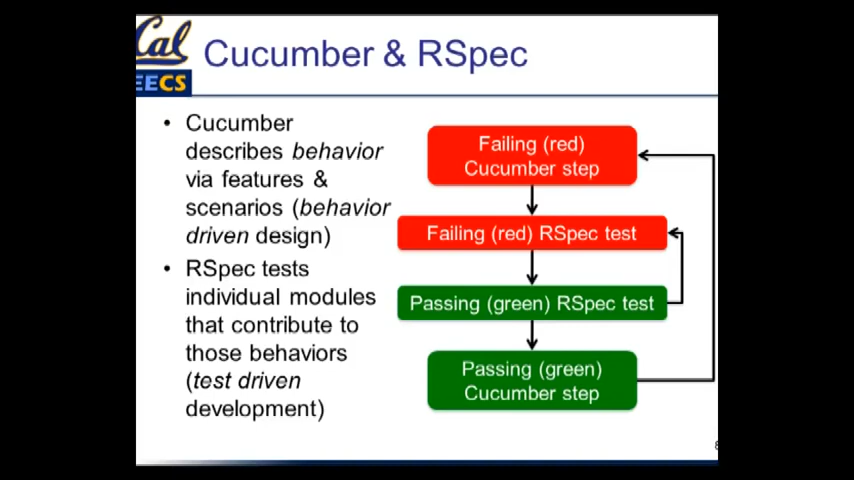 Cal
EECS
Cucumber & RSpec
• Cucumber
describes behavior
via features &
scenarios (behavior
driven design)
• RSpec tests
individual modules
that contribute to
those behaviors
(test driven
development)
Failing (red)
Cucumber step
Failing (red) RSpec test
Passing (green) RSpec test
Passing (green)
Cucumber step